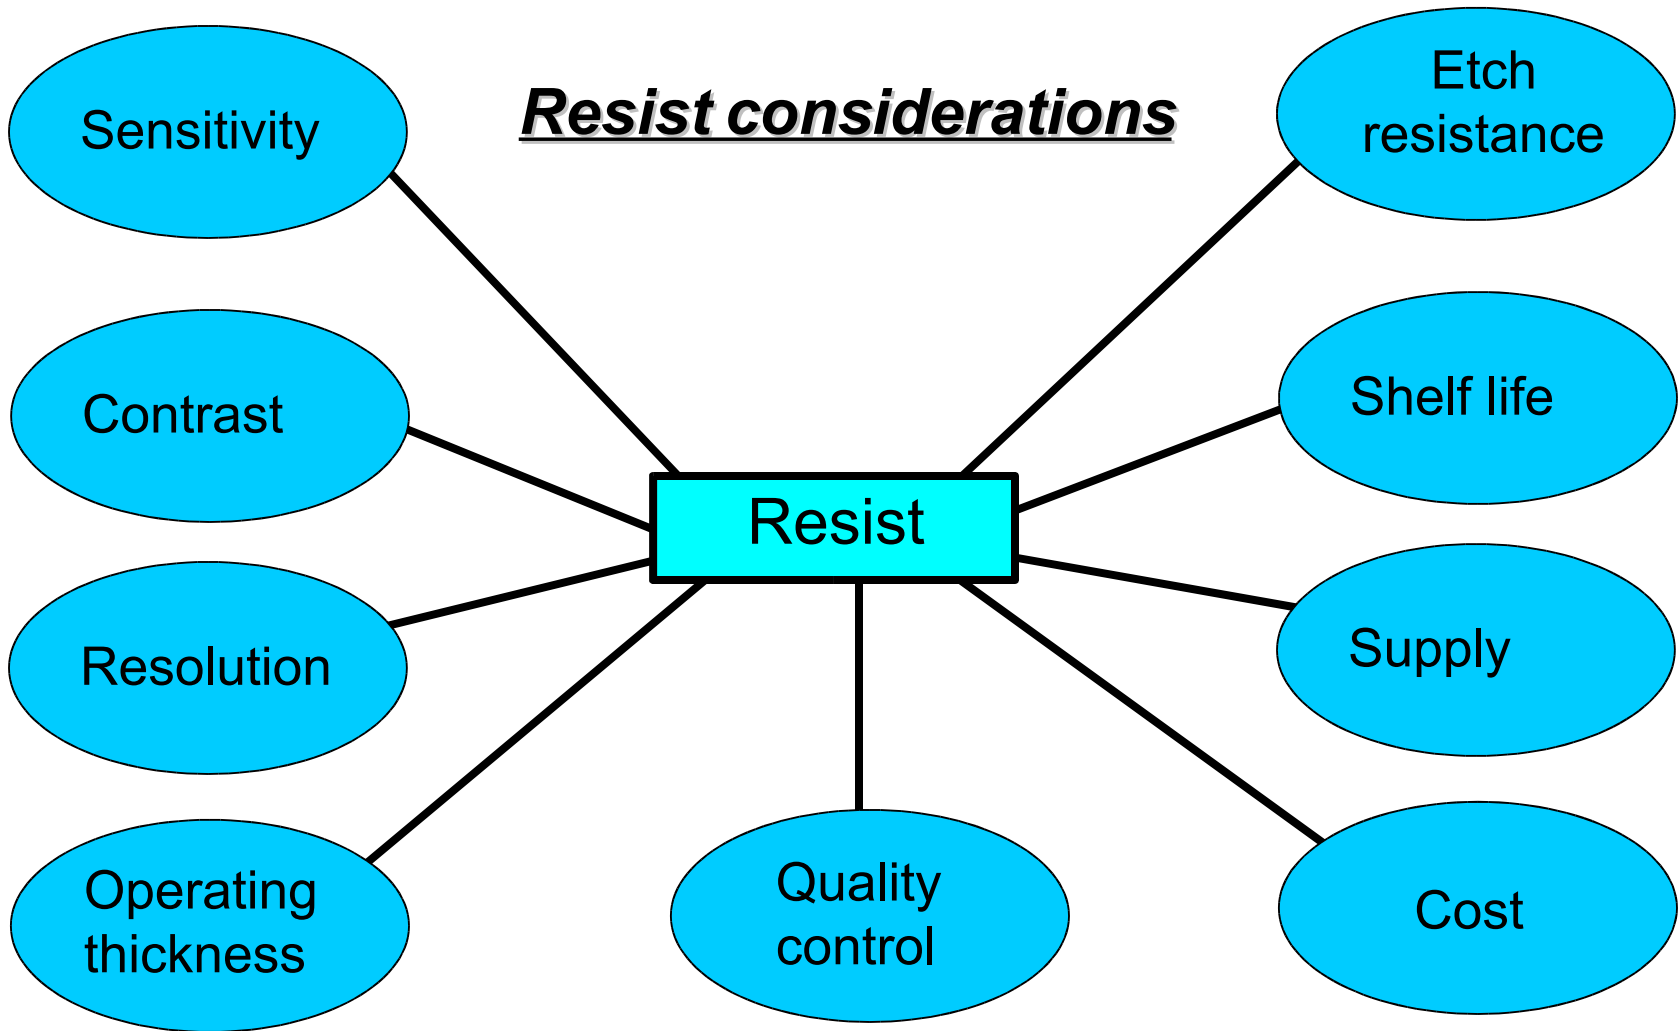 Resist considerations
Sensitivity
Etch
resistance
Contrast
Shelf life
Resist
Resolution
Supply
Operating
thickness
Quality
control
Cost